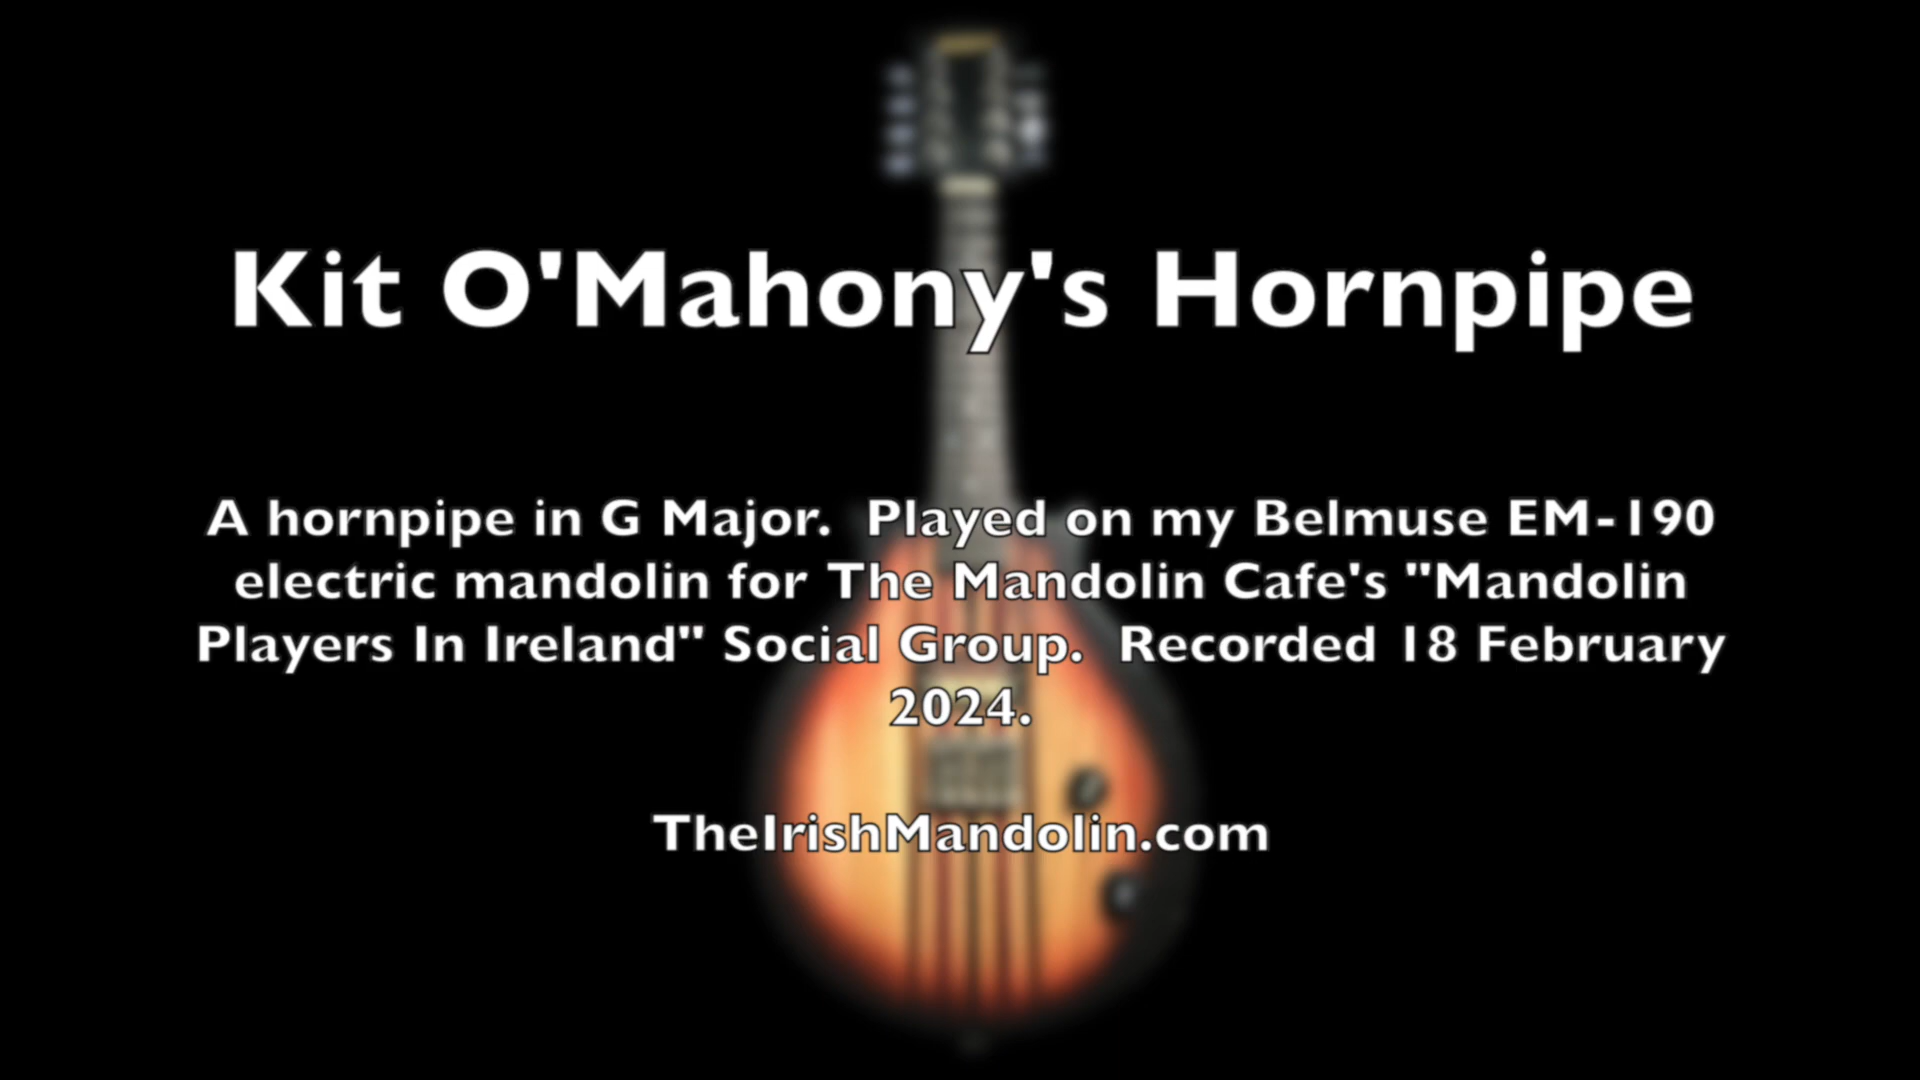 Kit O'Mahony's Hornpipe
A hornpipe in G Major.  Played on my Belmuse EM-190
electric mandolin for The Mandolin Cafe's "Mandolin
Players In Ireland" Social Group.  Recorded 18 February
2024.
TheIrishMandolin.com